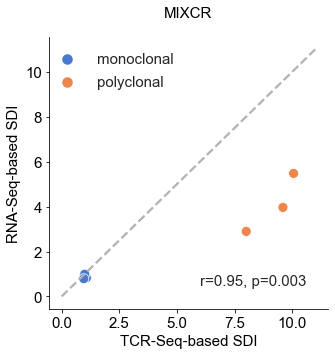 MIXCR
monoclonal
polyclonal
RNA-Seq-based SDI
10
8
6
4
2
0
r=0.95, p=0.003
0.0 2.5 5.0 7.5 10.0
TCR-Seq-based SDI